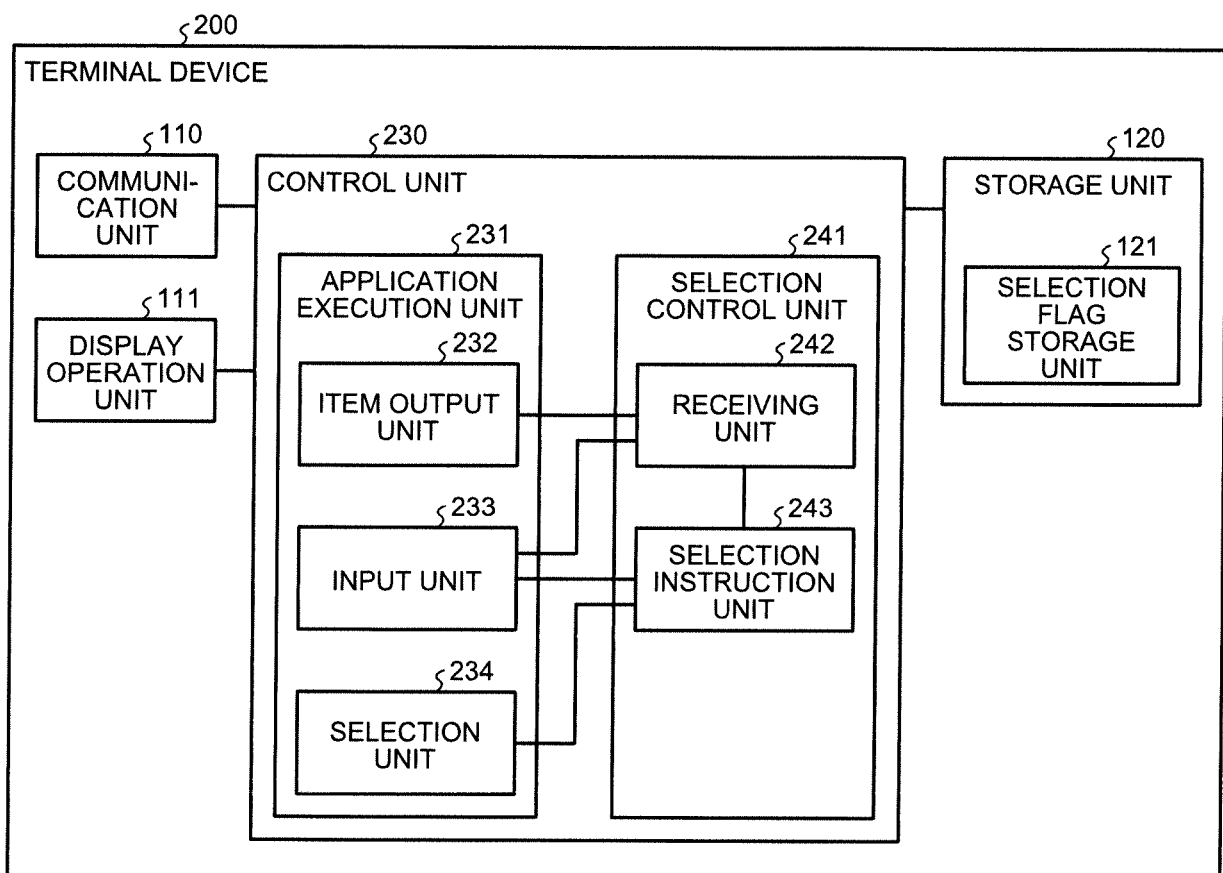 200
TERMINAL DEVICE
110
COMMUNI-
CATION
UNIT
111
DISPLAY
OPERATION
UNIT
230
CONTROL UNIT
231
APPLICATION
EXECUTION UNIT
232
ITEM OUTPUT
UNIT
233
INPUT UNIT
234
SELECTION
UNIT
241
SELECTION
CONTROL UNIT
242
RECEIVING
UNIT
243
SELECTION
INSTRUCTION
UNIT
120
STORAGE UNIT
121
SELECTION
FLAG
STORAGE
UNIT